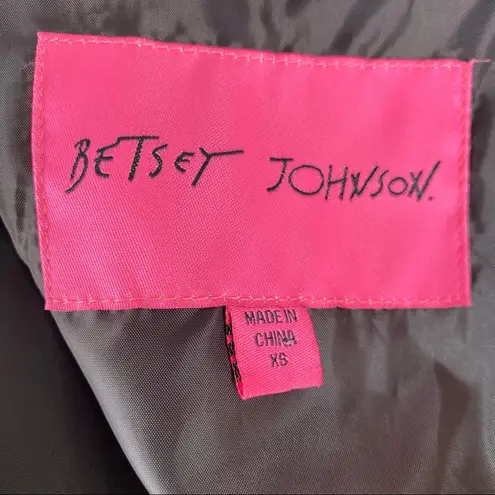 BETSEY JOHNSON.
MADE IN
CHINA
XS